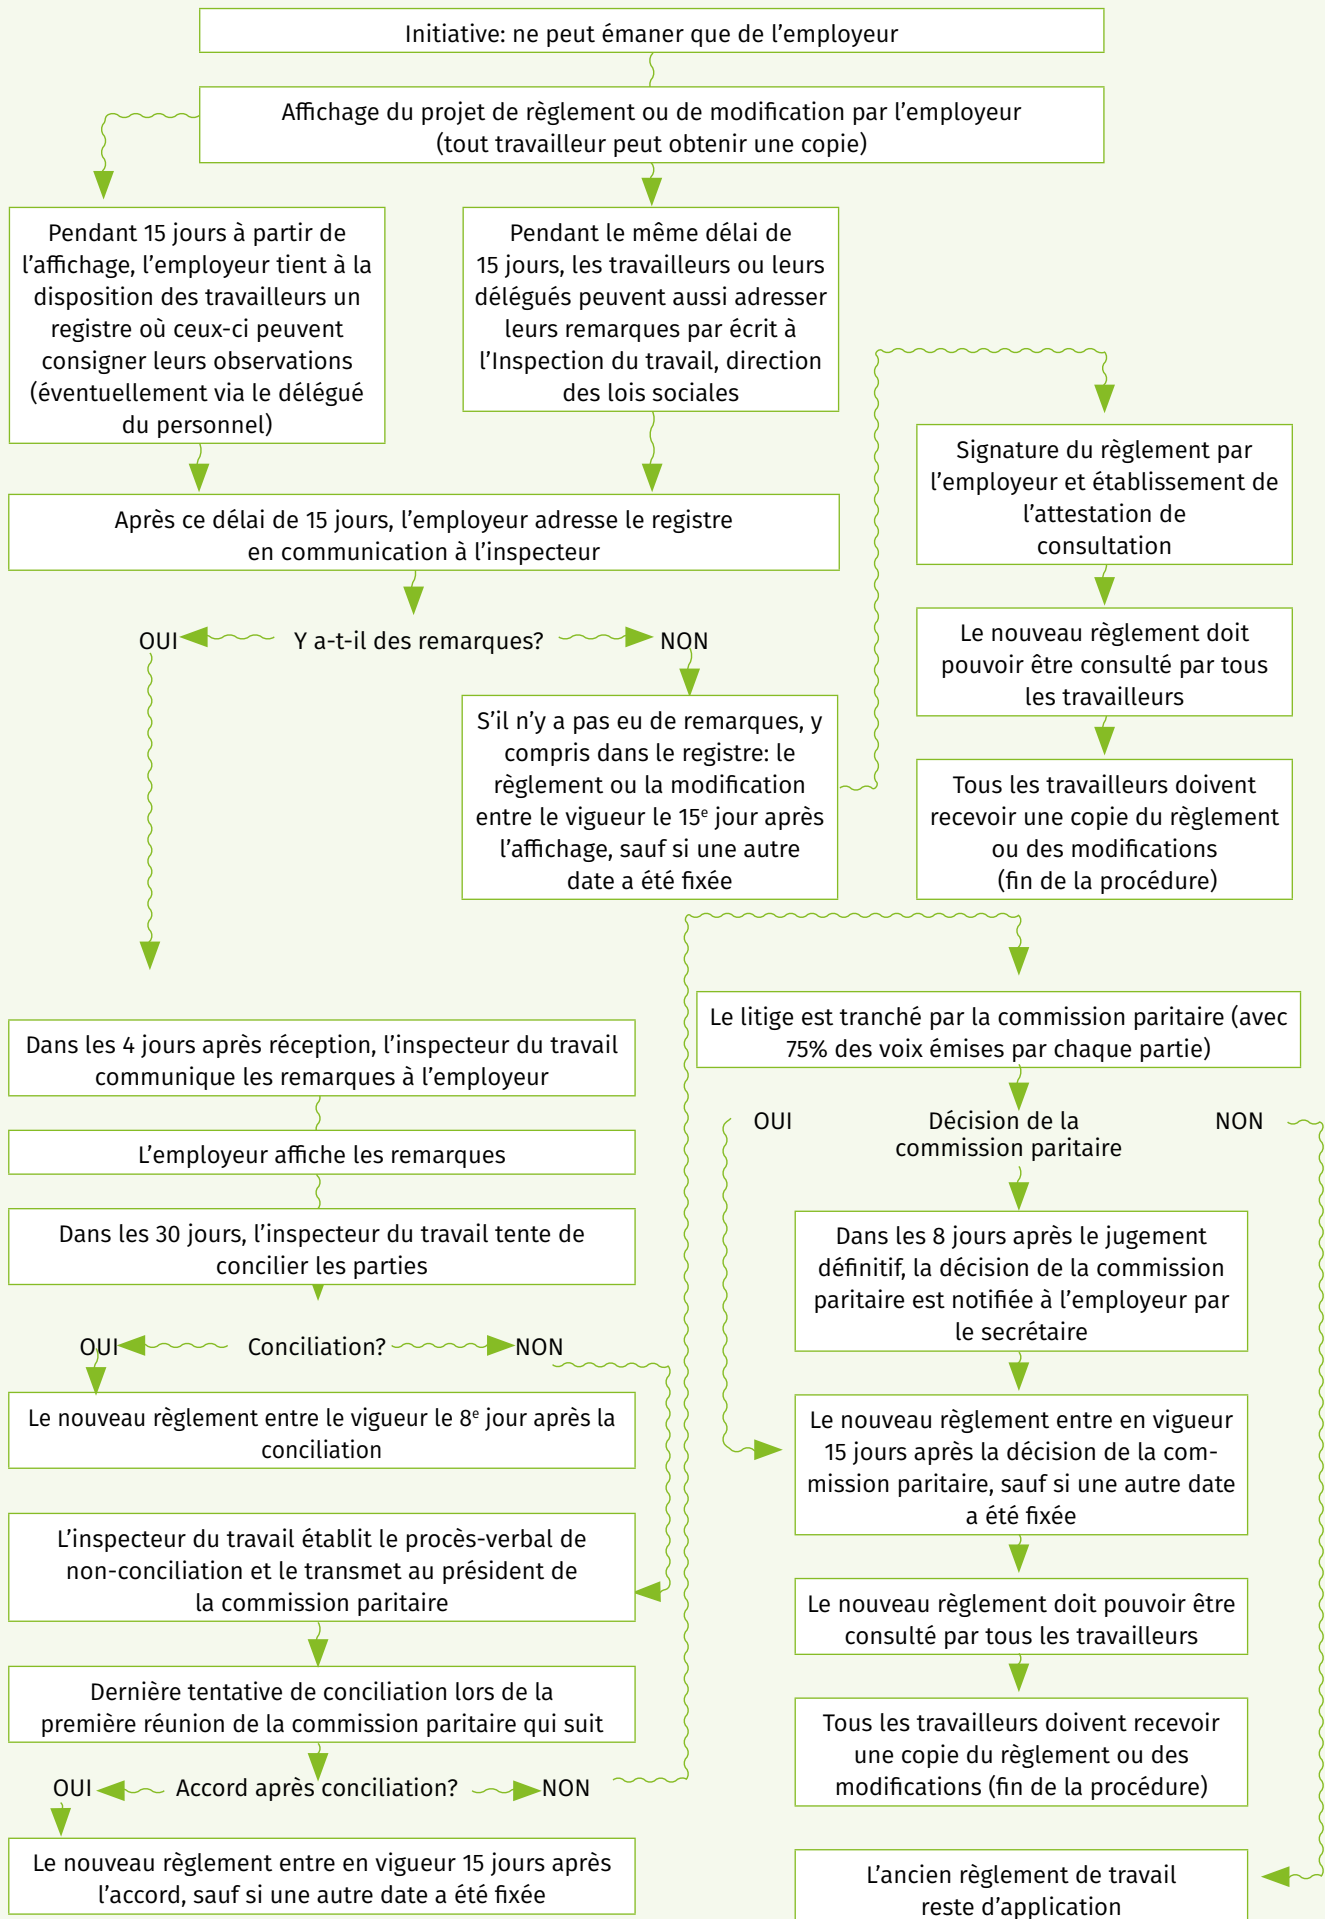 Initiative: ne peut émaner que de l'employeur
Affichage du projet de règlement ou de modification par l'employeur
(tout travailleur peut obtenir une copie)
Pendant 15 jours à partir de
l'affichage, l'employeur tient à la
disposition des travailleurs un
registre où ceux-ci peuvent
consigner leurs observations
(éventuellement via le délégué
du personnel)
Pendant le même délai de
15 jours, les travailleurs ou leurs
délégués peuvent aussi adresser
leurs remarques par écrit à
l'Inspection du travail, direction
des lois sociales
Après ce délai de 15 jours, l'employeur adresse le registre
en communication à l'inspecteur
OUI
Y a-t-il des remarques?
NON
S'il n'y a pas eu de remarques, y
compris dans le registre: le
règlement ou la modification
entre le vigueur le 15e jour après
l'affichage, sauf si une autre
date a été fixée
Signature du règlement par
l'employeur et établissement de
l'attestation de
consultation
Le nouveau règlement doit
pouvoir être consulté par tous
les travailleurs
Tous les travailleurs doivent
recevoir une copie du règlement
ou des modifications
(fin de la procédure)
Dans les 4 jours après réception, l'inspecteur du travail
communique les remarques à l'employeur
L'employeur affiche les remarques
Dans les 30 jours, l'inspecteur du travail tente de
concilier les parties
OUI
Conciliation?
NON
Le nouveau règlement entre le vigueur le 8e jour après la
conciliation
L'inspecteur du travail établit le procès-verbal de
non-conciliation et le transmet au président de
la commission paritaire
Dernière tentative de conciliation lors de la
première réunion de la commission paritaire qui suit
OUI
Accord après conciliation?
NON
Le nouveau règlement entre en vigueur 15 jours après
l'accord, sauf si une autre date a été fixée
Le litige est tranché par la commission paritaire (avec
75% des voix émises par chaque partie)
OUI
Décision de la
commission paritaire
NON
Dans les 8 jours après le jugement
définitif, la décision de la commission
paritaire est notifiée à l'employeur par
le secrétaire
Le nouveau règlement entre en vigueur
15 jours après la décision de la com-
mission paritaire, sauf si une autre date
a été fixée
Le nouveau règlement doit pouvoir être
consulté par tous les travailleurs
Tous les travailleurs doivent recevoir
une copie du règlement ou des
modifications (fin de la procédure)
L'ancien règlement de travail
reste d'application